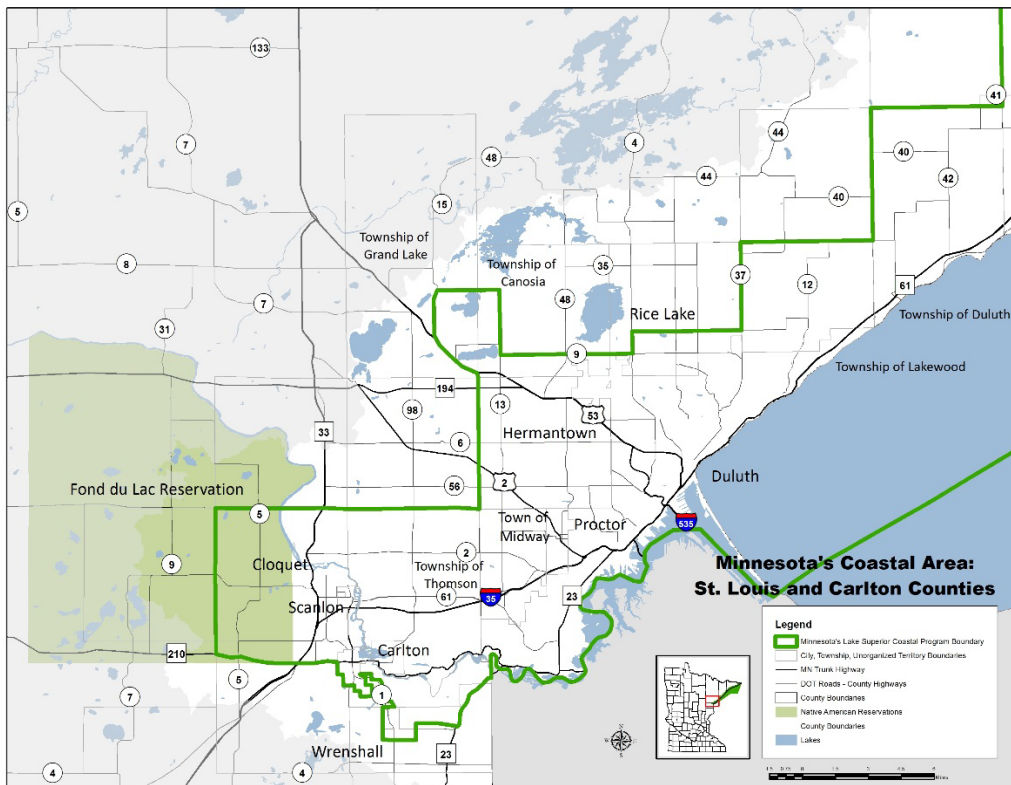 133
41
44
4
7
40
44
48
40
42
15
5
Township of
Grand Lake
8
Township of
Canosia
35
37
12
61
7
48
Rice Lake
Township of Duluth
31
9
Township of Lakewood
194
98
13
53
33
Hermantown
6
Duluth
2
56
Fond du Lac Reservation
5
Town of
Midway
Proctor
535
2
9
Cloquet
Township of
Thomson
Minnesota's Coastal Area:
St. Louis and Carlton Counties
61
35
23
Scanlon
210
Carlton
5
7
1
Wrenshall
23
4
4
Legend
Minnesota's Lake Superior Coastal Program Boundary
City, Township, Unorganized Territory Boundaries
MN Trunk Highway
DOT Roads - County Highways
County Boundaries
Native American Reservations
County Boundaries
Lakes